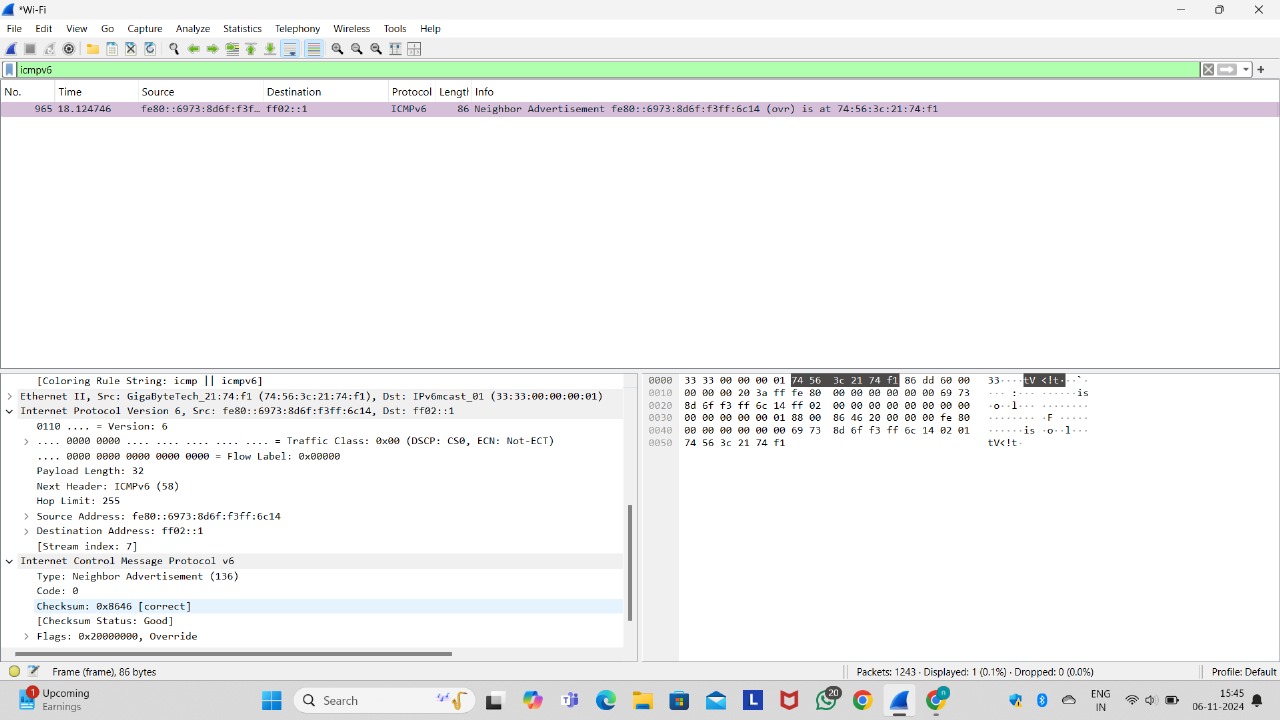 *Wi-Fi
File Edit View Go Capture Analyze Statistics Telephony Wireless Tools Help
icmpv6
No. Time Source Destination Protocol Lengtl Info
965 18.124746 fe80::6973:8d6f:f3f… ff02::1 ICMPv6 86 Neighbor Advertisement fe80::6973:8d6f:f3ff:6c14 (ovr) is at 74:56:3c:21:74:f1
[Coloring Rule String: icmp || icmpv6]
Ethernet II, Src: GigaByteTech_21:74:f1 (74:56:3c:21:74:f1), Dst: IPv6mcast_01 (33:33:00:00:00:01)
Internet Protocol Version 6, Src: fe80::6973:8d6f:f3ff:6c14, Dst: ff02::1
0110 .... = Version: 6
.... 0000 0000 .... .... .... .... .... = Traffic Class: 0x00 (DSCP: CS0, ECN: Not-ECT)
.... 0000 0000 0000 0000 0000 = Flow Label: 0x00000
Payload Length: 32
Next Header: ICMPv6 (58)
Hop Limit: 255
Source Address: fe80::6973:8d6f:f3ff:6c14
Destination Address: ff02::1
[Stream index: 7]
Internet Control Message Protocol v6
Type: Neighbor Advertisement (136)
Code: 0
Checksum: 0x8646 [correct]
[Checksum Status: Good]
Flags: 0x20000000, Override
0000 33 33 00 00 00 01 74 56 3c 21 74 f1 86 dd 60 00 33····tV <!t···`·
0010 00 00 00 20 3a ff fe 80 00 00 00 00 00 00 69 73 ··· :··· ······is
0020 8d 6f f3 ff 6c 14 ff 02 00 00 00 00 00 00 00 00 ·o··l··· ········
0030 00 00 00 00 00 01 88 00 86 46 20 00 00 00 fe 80 ········ ·F ·····
0040 00 00 00 00 00 00 69 73 8d 6f f3 ff 6c 14 02 01 ······is ·o··l···
0050 74 56 3c 21 74 f1 tV<!t·
Frame (frame), 86 bytes
Packets: 1243 · Displayed: 1 (0.1%) · Dropped: 0 (0.0%)
Profile: Default
1
Upcoming
Earnings
Search
20
n
ENG
IN
15:45
06-11-2024